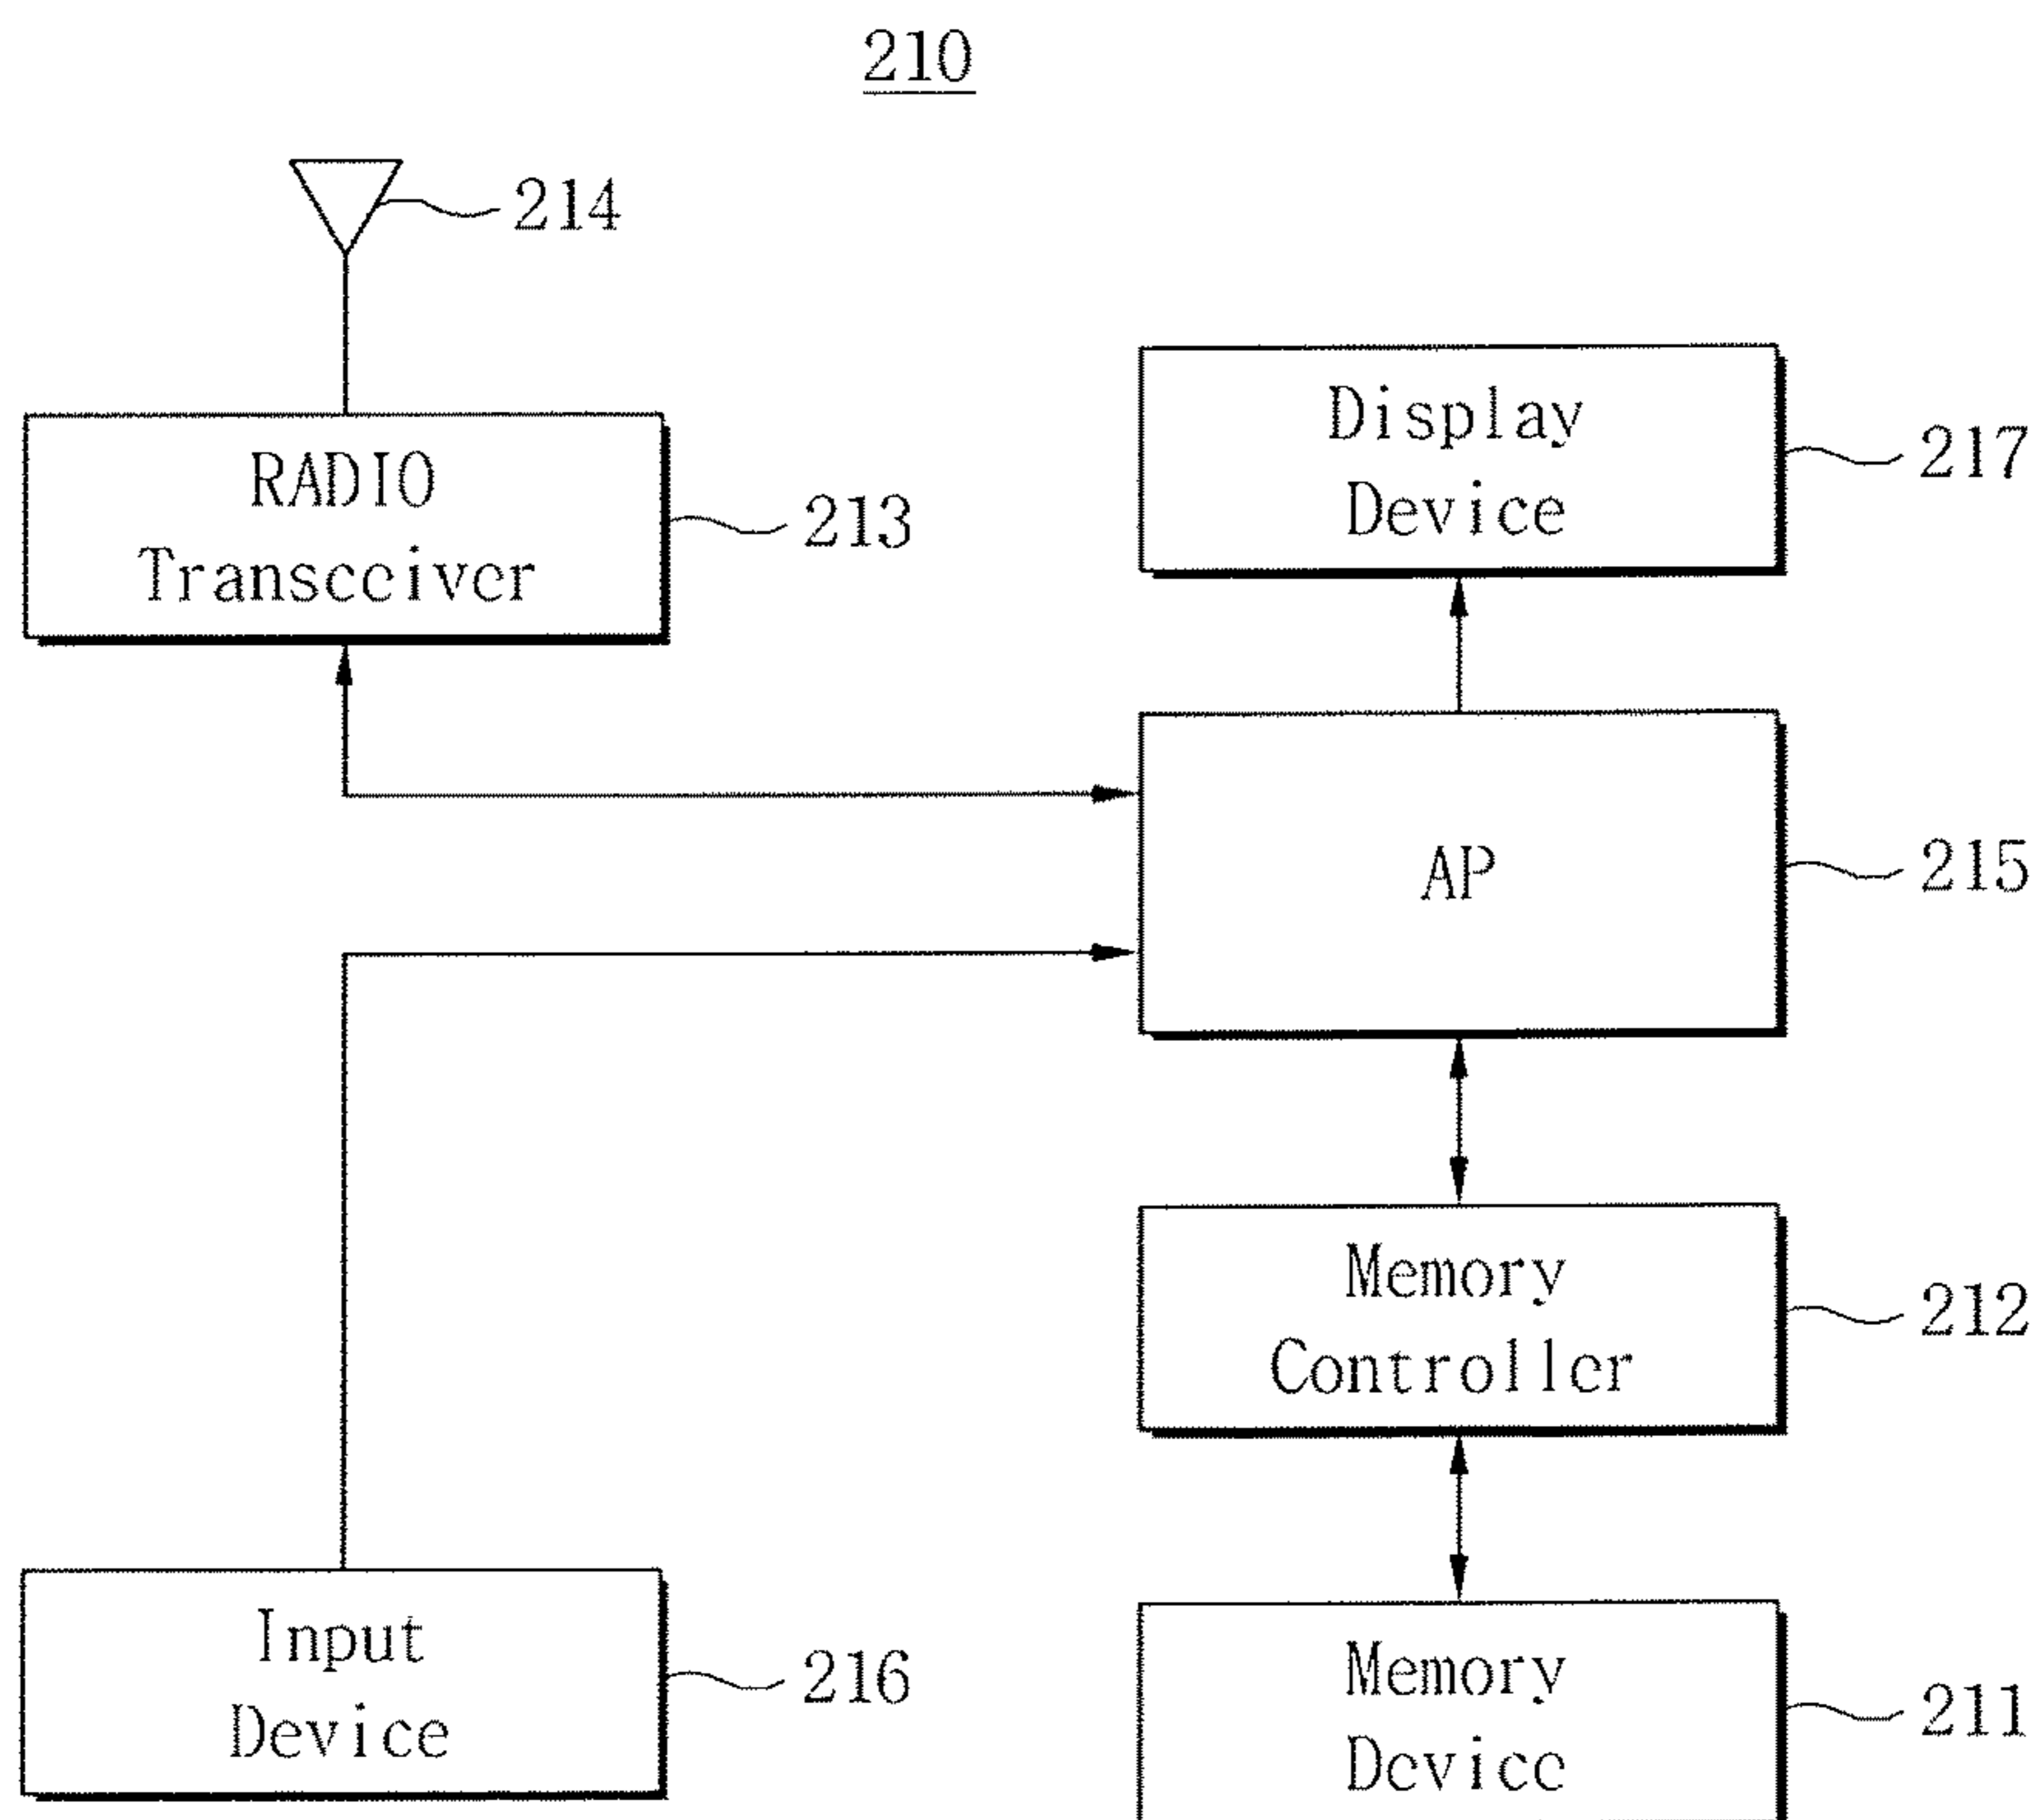 210
214
RADIO
Transceiver
213
Display
Device
217
AP
215
Memory
Controller
212
Input
Device
216
Memory
Device
211